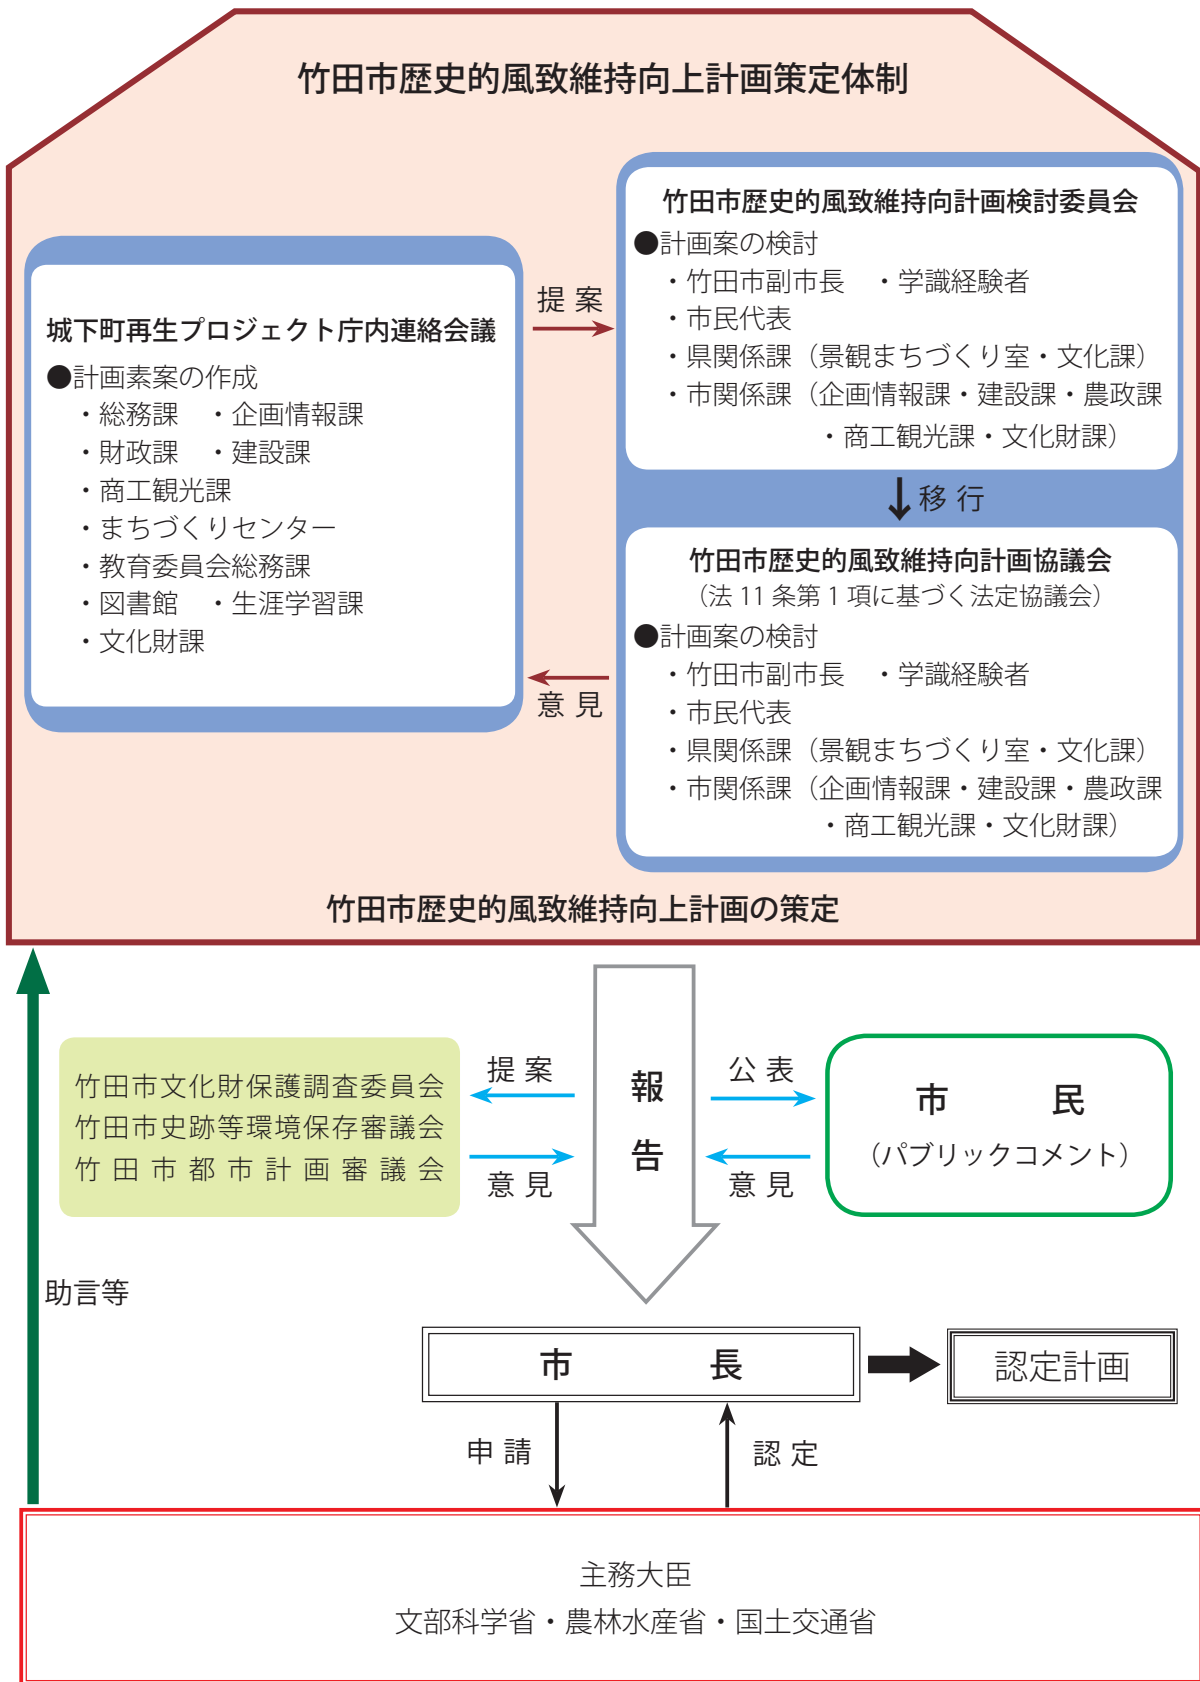 竹田市歴史的風致維持向上計画策定体制
城下町再生プロジェクト庁内連絡会議
●計画素案の作成
・総務課　・企画情報課
・財政課　・建設課
・商工観光課
・まちづくりセンター
・教育委員会総務課
・図書館　・生涯学習課
・文化財課
提 案
意 見
竹田市歴史的風致維持向計画検討委員会
●計画案の検討
・竹田市副市長　・学識経験者
・市民代表
・県関係課（景観まちづくり室・文化課）
・市関係課（企画情報課・建設課・農政課
・商工観光課・文化財課）
移 行
竹田市歴史的風致維持向計画協議会
（法 11 条第 1 項に基づく法定協議会）
●計画案の検討
・竹田市副市長　・学識経験者
・市民代表
・県関係課（景観まちづくり室・文化課）
・市関係課（企画情報課・建設課・農政課
・商工観光課・文化財課）
竹田市歴史的風致維持向上計画の策定
竹田市文化財保護調査委員会
竹田市史跡等環境保存審議会
竹田市都市計画審議会
提 案
意 見
報告
公 表
意 見
市　民
（パブリックコメント）
助言等
市　長
認定計画
申 請
認 定
主務大臣
文部科学省・農林水産省・国土交通省